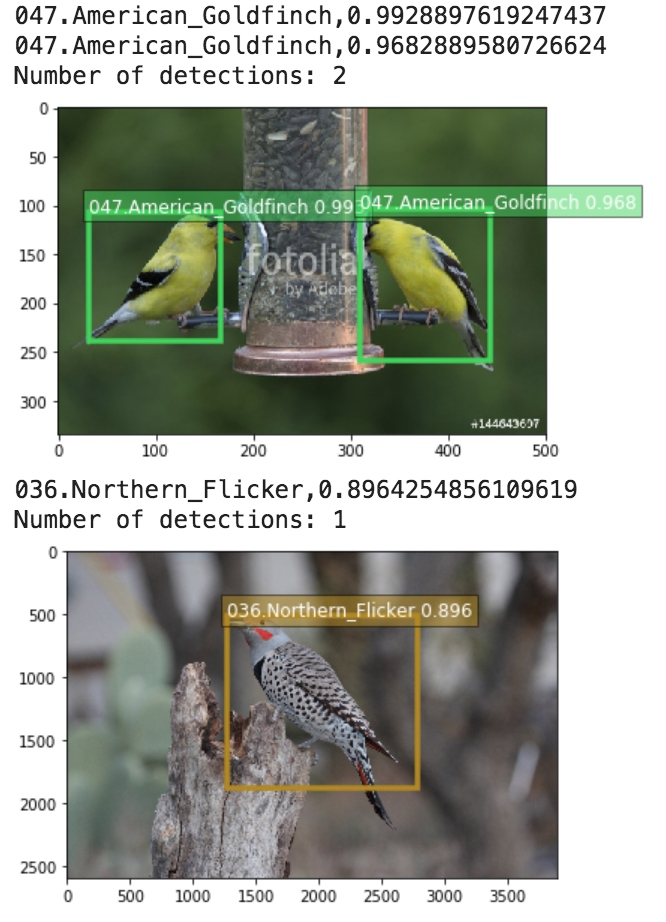 047.American_Goldfinch,0.9928897619247437
047.American_Goldfinch,0.9682889580726624
Number of detections: 2
0
50
100
150
200
250
300
047.American_Goldfinch 0.993
047.American_Goldfinch 0.968
fotolia
by Adobe
#144643697
0 100 200 300 400 500
036.Northern_Flicker,0.8964254856109619
Number of detections: 1
0
500
1000
1500
2000
2500
036.Northern_Flicker 0.896
0 500 1000 1500 2000 2500 3000 3500